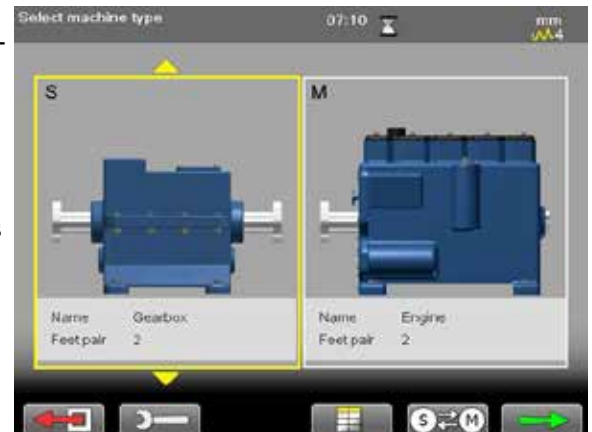 Select machine type 07:10 mm
4
S M
Name Gearbox Name Engine
Feet pair 2 Feet pair 2
S M